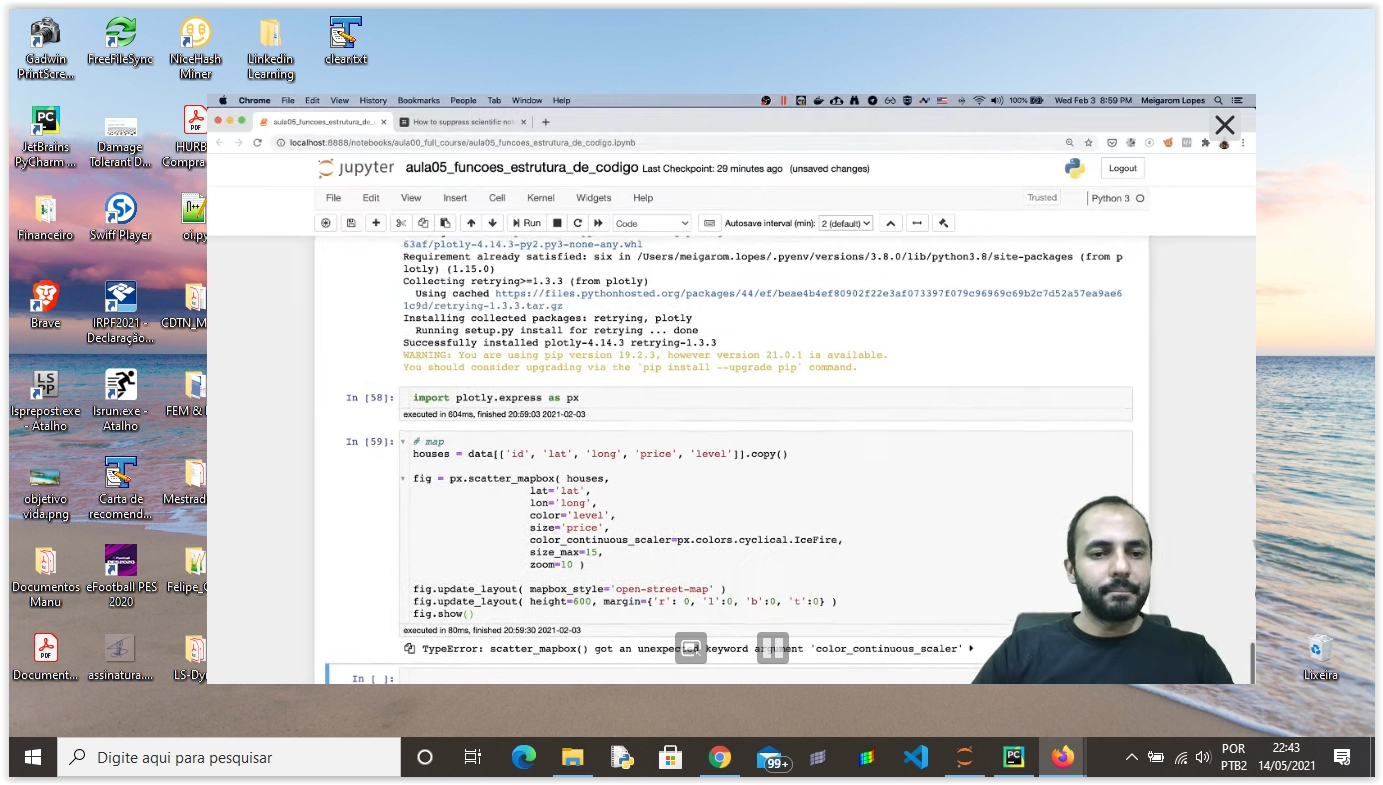 Gadwin PrintScre...
FreeFileSync
NiceHash Miner
Linkedin Learning
clear.txt
JetBrains PyCharm ...
Damage Tolerant D...
HURB Compra
Financeiro
Swiff Player
oi.py
Brave
IRPF2021 - Declaração...
CDTN_M
lsprepost.exe - Atalho
lsrun.exe - Atalho
FEM &
objetivo vida.png
Carta de recomend...
Mestrad
Documentos Manu
eFootball PES 2020
Felipe_
Document...
assinatura....
LS-Dy
Lixeira
Chrome File Edit View History Bookmarks People Tab Window Help
100% Wed Feb 3 8:59 PM Meigarom Lopes
aula05_funcoes_estrutura_de_
How to suppress scientific no
localhost:8888/notebooks/aula00_full_course/aula05_funcoes_estrutura_de_codigo.ipynb
jupyter aula05_funcoes_estrutura_de_codigo Last Checkpoint: 29 minutes ago (unsaved changes)
Logout
File Edit View Insert Cell Kernel Widgets Help
Trusted Python 3
Run Code Autosave interval (min): 2 (default)
63af/plotly-4.14.3-py2.py3-none-any.whl
Requirement already satisfied: six in /Users/meigarom.lopes/.pyenv/versions/3.8.0/lib/python3.8/site-packages (from p
lotly) (1.15.0)
Collecting retrying>=1.3.3 (from plotly)
Using cached https://files.pythonhosted.org/packages/44/ef/beae4b4ef80902f22e3af073397f079c96969c69b2c7d52a57ea9ae6
1c9d/retrying-1.3.3.tar.gz
Installing collected packages: retrying, plotly
Running setup.py install for retrying ... done
Successfully installed plotly-4.14.3 retrying-1.3.3
WARNING: You are using pip version 19.2.3, however version 21.0.1 is available.
You should consider upgrading via the 'pip install --upgrade pip' command.
In [58]: import plotly.express as px
executed in 604ms, finished 20:59:03 2021-02-03
In [59]: # map
houses = data[['id', 'lat', 'long', 'price', 'level']].copy()
fig = px.scatter_mapbox( houses,
lat='lat',
lon='long',
color='level',
size='price',
color_continuous_scaler=px.colors.cyclical.IceFire,
size_max=15,
zoom=10 )
fig.update_layout( mapbox_style='open-street-map' )
fig.update_layout( height=600, margin={'r': 0, 'l':0, 'b':0, 't':0} )
fig.show()
executed in 80ms, finished 20:59:30 2021-02-03
TypeError: scatter_mapbox() got an unexpected keyword argument 'color_continuous_scaler'
In [ ]:
Digite aqui para pesquisar
99+
POR
PTB2
22:43
14/05/2021